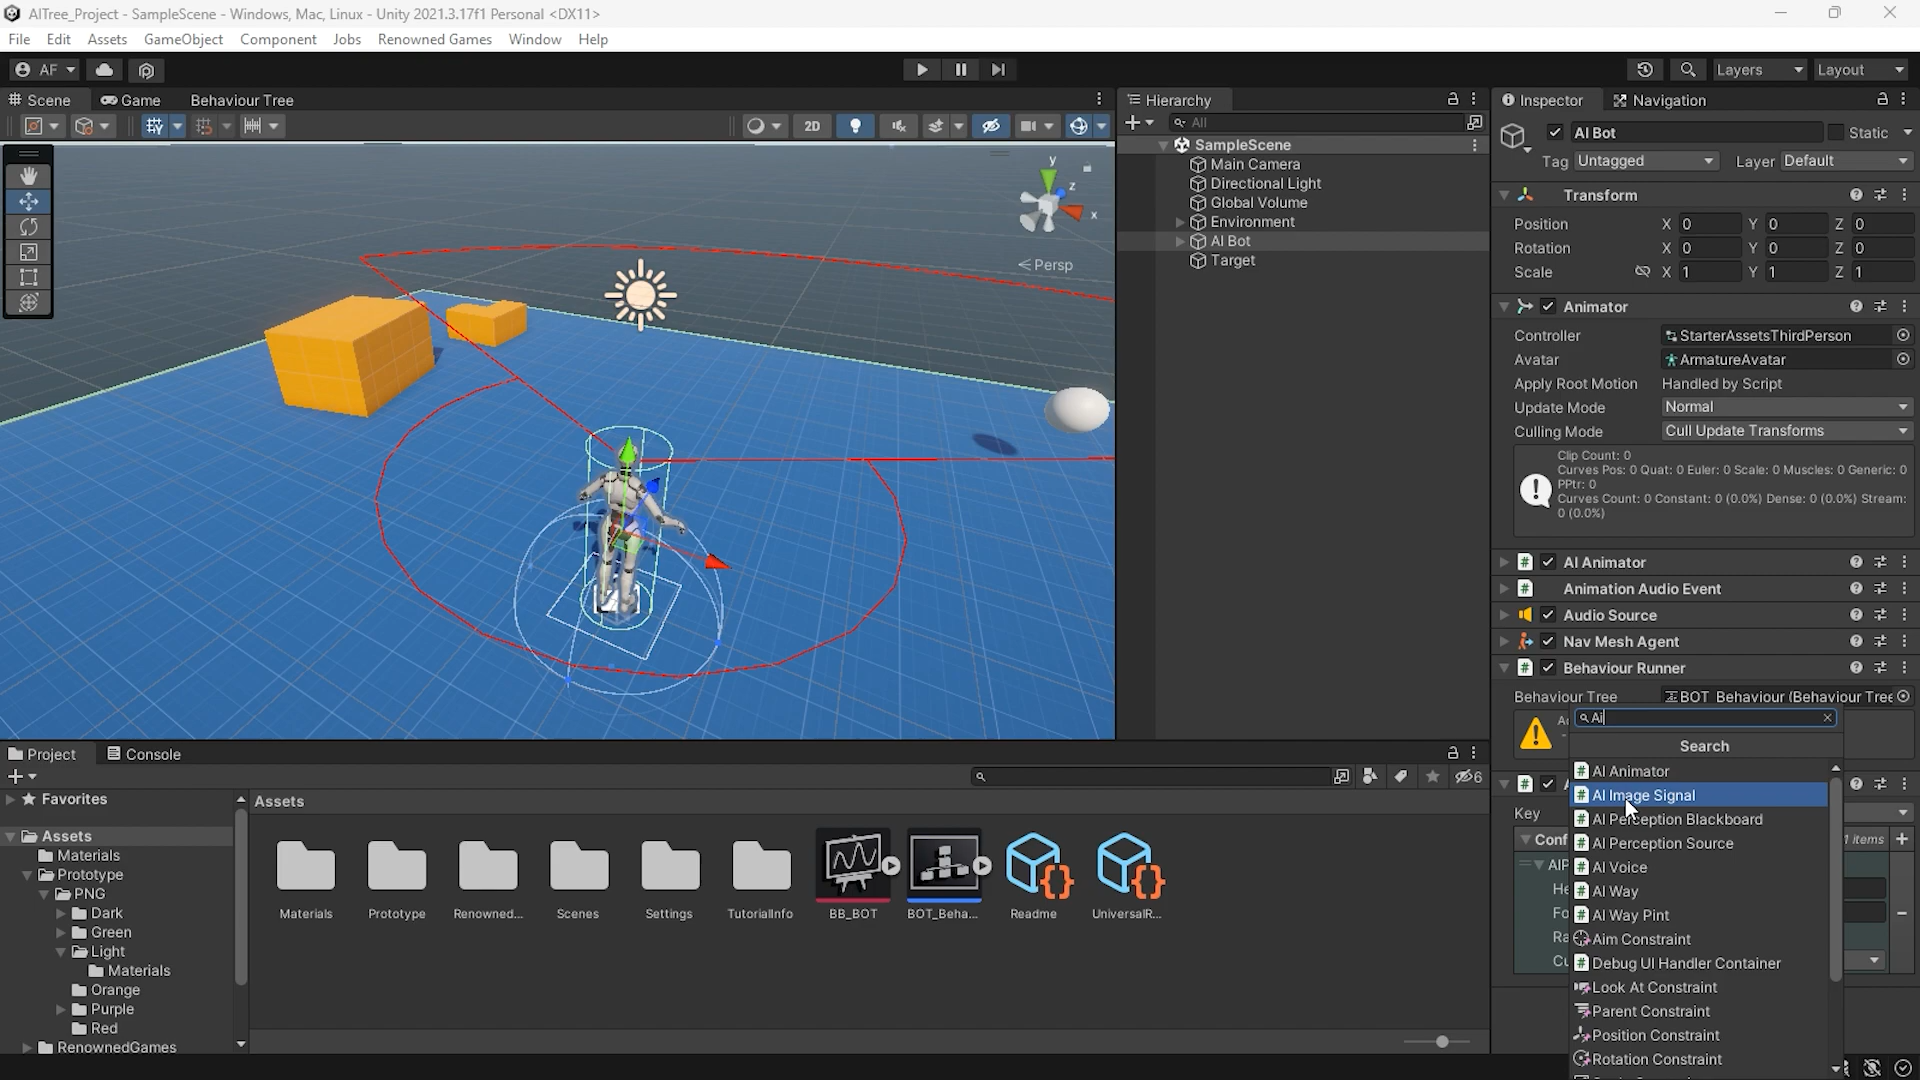 AITree_Project - SampleScene - Windows, Mac, Linux - Unity 2021.3.17f1 Personal <DX11>
File Edit Assets GameObject Component Jobs Renowned Games Window Help
AF Layers Layout
Scene Game Behaviour Tree
2D
y
z
x
Persp
Hierarchy
All
SampleScene
Main Camera
Directional Light
Global Volume
Environment
AI Bot
Target
Inspector Navigation
AI Bot Static
Tag Untagged Layer Default
Transform
Position X 0 Y 0 Z 0
Rotation X 0 Y 0 Z 0
Scale X 1 Y 1 Z 1
Animator
Controller StarterAssetsThirdPerson
Avatar ArmatureAvatar
Apply Root Motion Handled by Script
Update Mode Normal
Culling Mode Cull Update Transforms
Clip Count: 0
Curves Pos: 0 Quat: 0 Euler: 0 Scale: 0 Muscles: 0 Generic: 0
PPtr: 0
Curves Count: 0 Constant: 0 (0.0%) Dense: 0 (0.0%) Stream:
0 (0.0%)
AI Animator
Animation Audio Event
Audio Source
Nav Mesh Agent
Behaviour Runner
Behaviour Tree BOT_Behaviour (Behaviour Tree
Ai
Search
AI Animator
AI Image Signal
AI Perception Blackboard
AI Perception Source
AI Voice
AI Way
AI Way Pint
Aim Constraint
Debug UI Handler Container
Look At Constraint
Parent Constraint
Position Constraint
Rotation Constraint
Key
Conf 1 items
AIP
He
Fo
Ra
Cu
Project Console
6
Favorites
Assets
Materials
Prototype
PNG
Dark
Green
Light
Materials
Orange
Purple
Red
RenownedGames
Assets
Materials Prototype Renowned... Scenes Settings TutorialInfo BB_BOT BOT_Beha... Readme UniversalR...